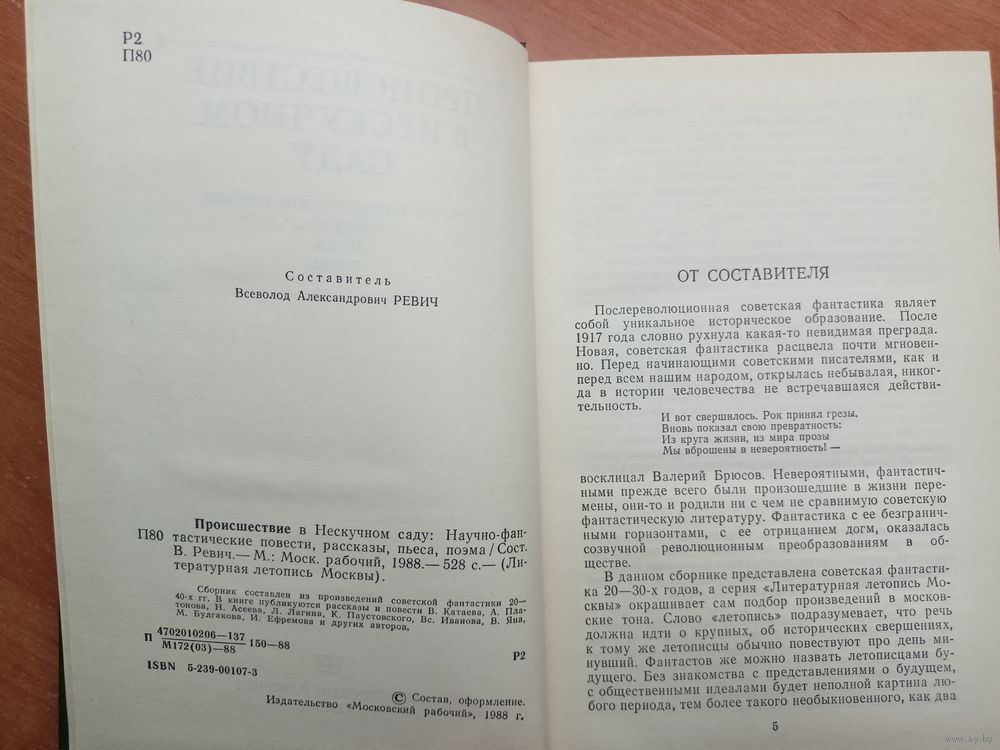 Р2
П80
Составитель
Всеволод Александрович РЕВИЧ
Происшествие в Нескучном саду: Научно-фан-
П80 тастические повести, рассказы, пьеса, поэма/Сост.
В. Ревич.— М.: Моск. рабочий, 1988.— 528 с.— (Ли-
тературная летопись Москвы).
Сборник составлен из произведений советской фантастики 20—
40-х гг. В книге публикуются рассказы и повести В. Катаева, А. Пла-
тонова, Н. Асеева, Л. Лагина, К. Паустовского, Вс. Иванова, В. Яна,
М. Булгакова, И. Ефремова и других авторов.
П 4702010206—137
М172(03)—88 150—88
Р2
ISBN 5-239-00107-3
© Состав, оформление.
Издательство «Московский рабочий», 1988 г.
ПРОИСШЕСТВИЕ
В НЕСКУЧНОМ
САДУ
ОТ СОСТАВИТЕЛЯ
Послереволюционная советская фантастика являет
собой уникальное историческое образование. После
1917 года словно рухнула какая-то невидимая преграда.
Новая, советская фантастика расцвела почти мгновен-
но. Перед начинающими советскими писателями, как и
перед всем нашим народом, открылась небывалая, никог-
да в истории человечества не встречавшаяся действи-
тельность.
И вот свершилось. Рок принял грезы,
Вновь показал свою превратность:
Из круга жизни, из мира прозы
Мы вброшены в невероятность! —
восклицал Валерий Брюсов. Невероятными, фантастич-
ными прежде всего были произошедшие в жизни пере-
мены, они-то и родили ни с чем не сравнимую советскую
фантастическую литературу. Фантастика с ее безгранич-
ными горизонтами, с ее отрицанием догм, оказалась
созвучной революционным преобразованиям в об-
ществе.
В данном сборнике представлена советская фантасти-
ка 20—30-х годов, а серия «Литературная летопись Мо-
сквы» окрашивает сам подбор произведений в москов-
ские тона. Слово «летопись» подразумевает, что речь
должна идти о крупных, об исторических свершениях,
к тому же летописцы обычно повествуют про день ми-
нувший. Фантастов же можно назвать летописцами бу-
дущего. Без знакомства с представлениями о будущем,
с общественными идеалами будет неполной картина лю-
бого периода, тем более такого необыкновенного, как два
5
www.ay.by